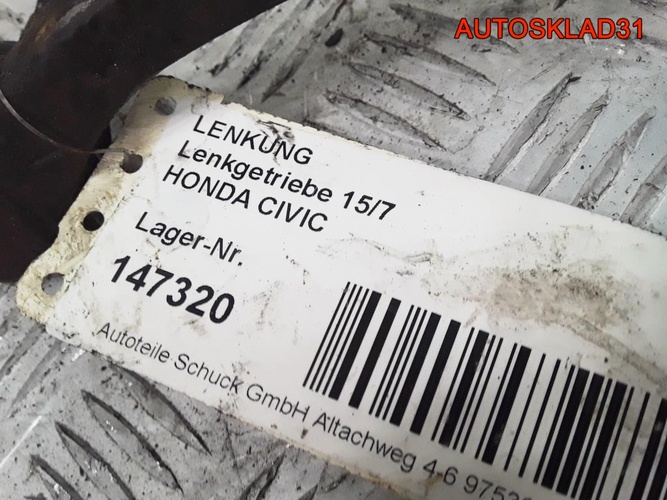 AUTOSKLAD31
LENKUNG
Lenkgetriebe 15/7
HONDA CIVIC
Lager-Nr.
147320
Autoteile Schuck GmbH Altachweg 4-6